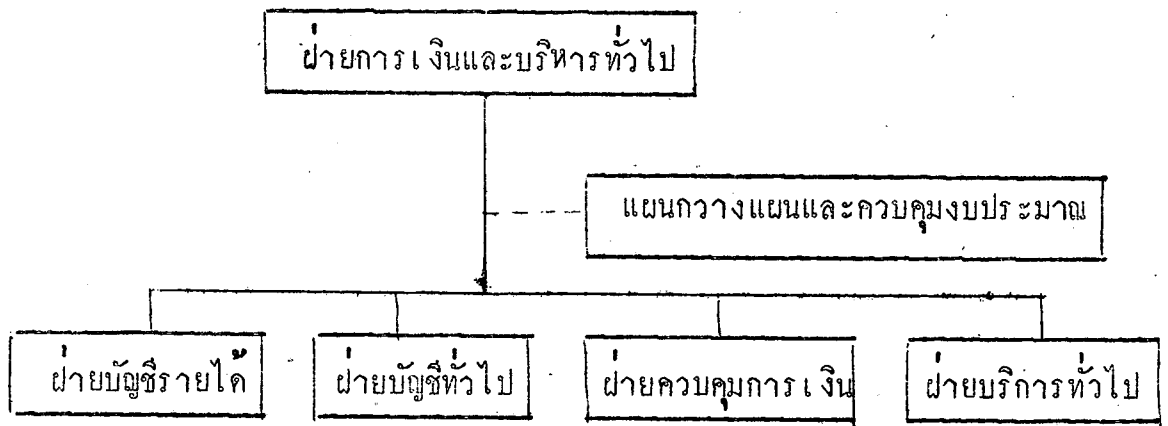 ฝ่ายการเงินและบริหารทั่วไป
แผนกวางแผนและควบคุมงบประมาณ
ฝ่ายบัญชีรายได้
ฝ่ายบัญชีทั่วไป
ฝ่ายควบคุมการเงิน
ฝ่ายบริการทั่วไป